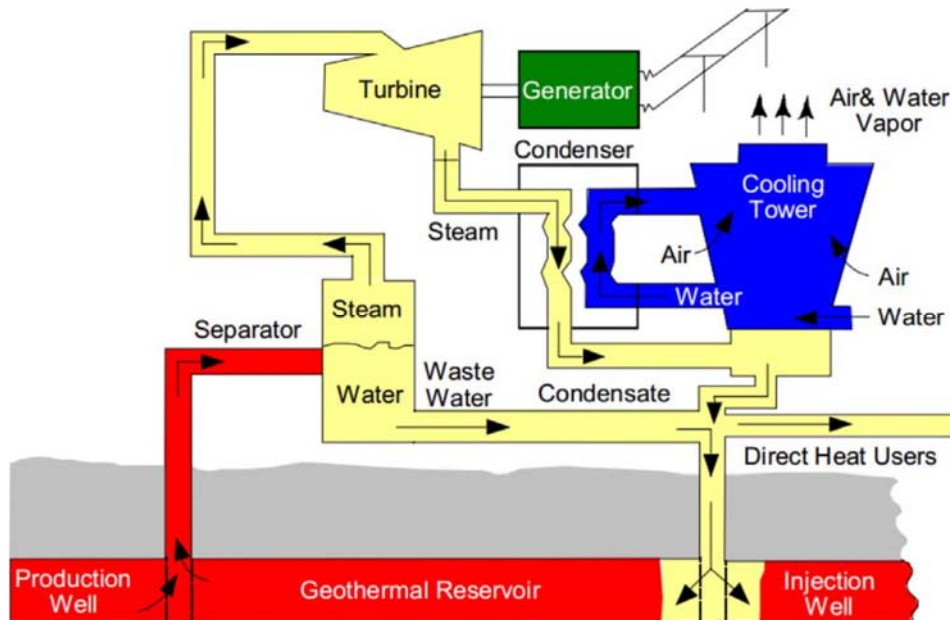 Turbine
Generator
Air& Water
Vapor
Condenser
Cooling
Tower
Steam
Air
Air
Water
Water
Steam
Separator
Water
Waste
Water
Condensate
Direct Heat Users
Production
Well
Geothermal Reservoir
Injection
Well